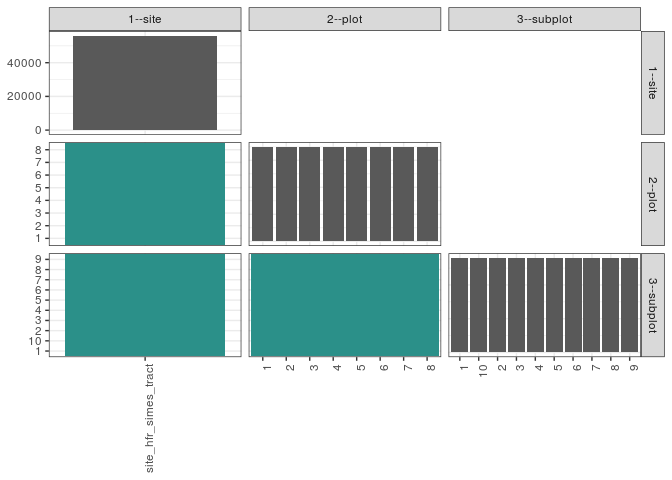 1--site
2--plot
3--subplot
40000
20000
0
1--site
8
7
6
5
4
3
2
1
2--plot
9
8
7
6
5
4
3
2
10
1
3--subplot
site_hfr_simes_tract
1 2 3 4 5 6 7 8
1 10 2 3 4 5 6 7 8 9